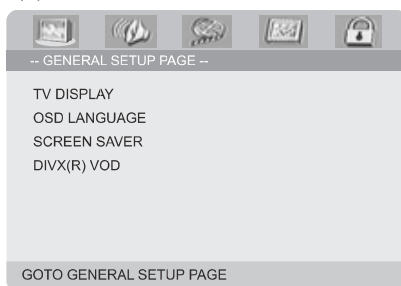 -- GENERAL SETUP PAGE --
TV DISPLAY
OSD LANGUAGE
SCREEN SAVER
DIVX(R) VOD
GOTO GENERAL SETUP PAGE